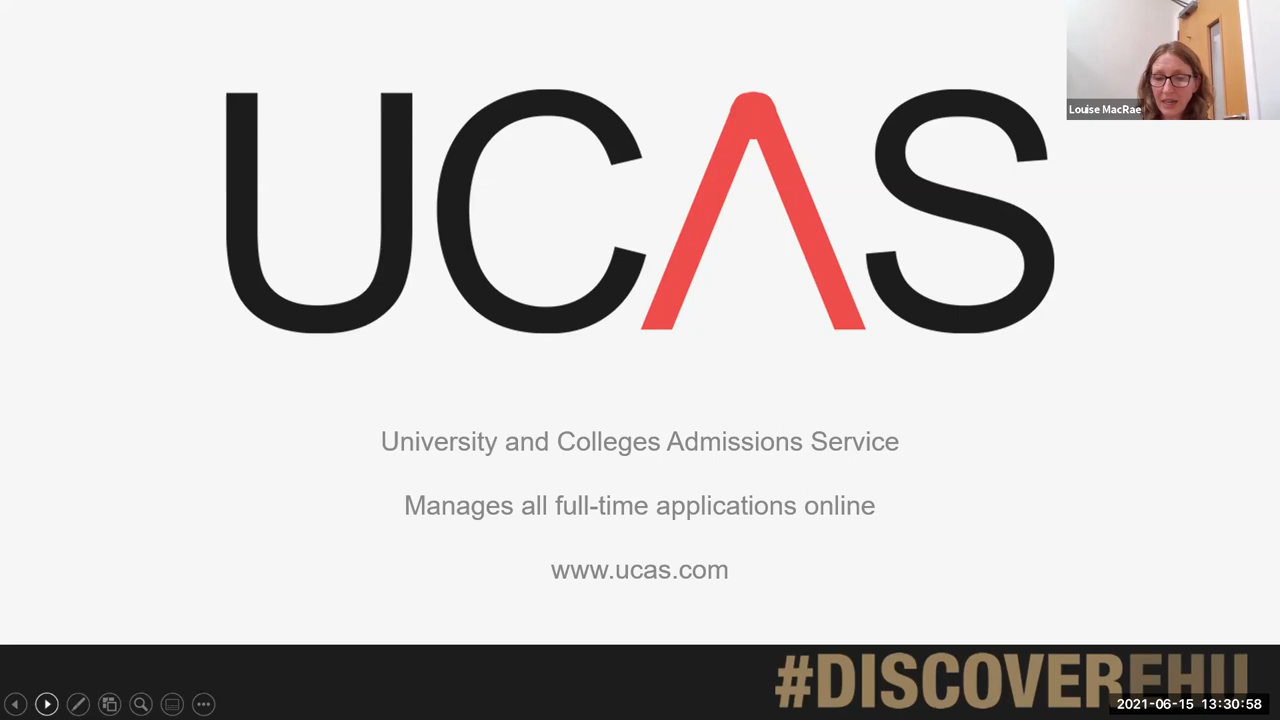 UCAS
Louise MacRae
University and Colleges Admissions Service
Manages all full-time applications online
www.ucas.com
#DISCOVEREHU
2021-06-15 13:30:58